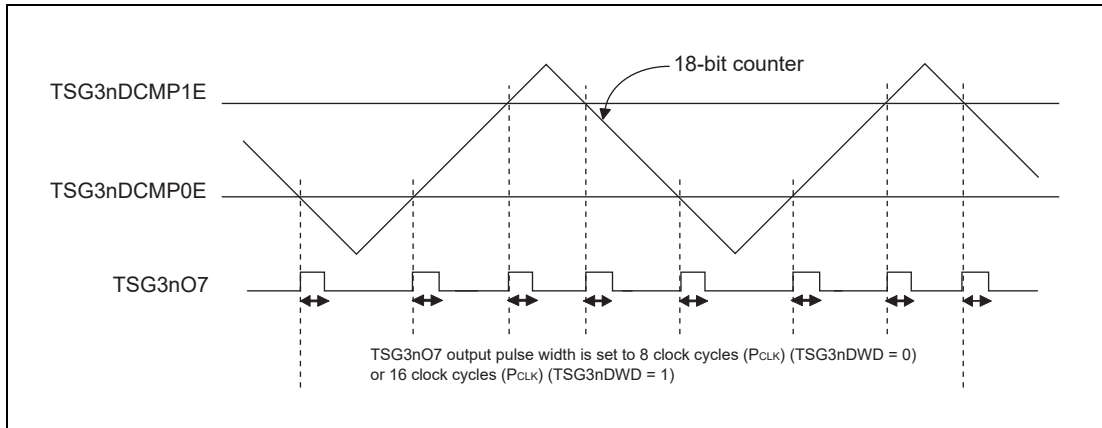 18-bit counter
TSG3nDCMP1E
TSG3nDCMP0E
TSG3nO7
TSG3nO7 output pulse width is set to 8 clock cycles (PCLK) (TSG3nDWD = 0)
or 16 clock cycles (PCLK) (TSG3nDWD = 1)